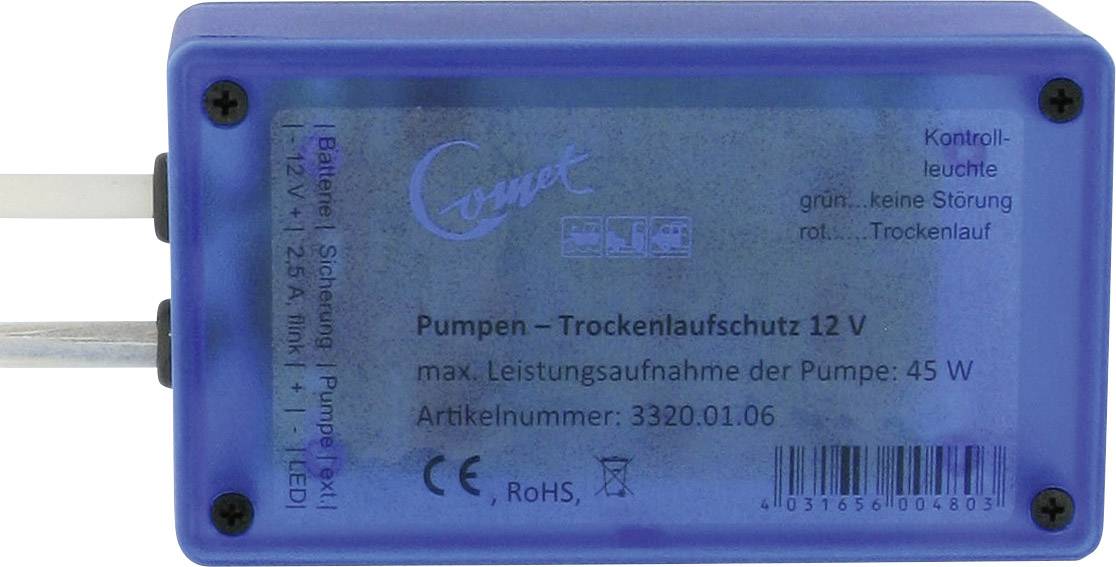 Comet
Kontroll-
leuchte
grün...keine Störung
rot......Trockenlauf
| Batterie | Sicherung | Pumpe | ext. |
| - 12 V + | 2,5 A flink | + | - | LED |
Pumpen – Trockenlaufschutz 12 V
max. Leistungsaufnahme der Pumpe: 45 W
Artikelnummer: 3320.01.06
CE, RoHS,
4 031656 004803